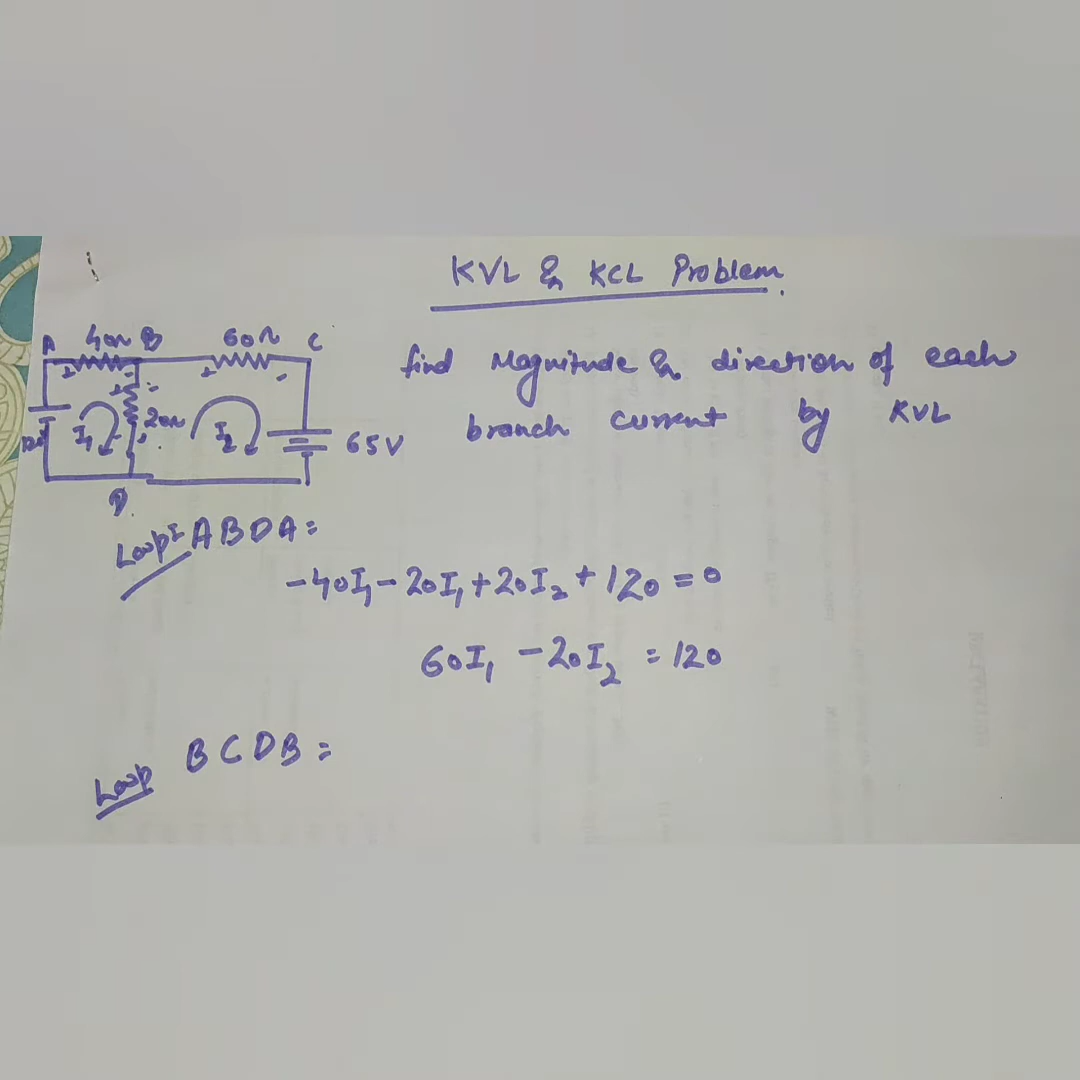 KVL & KCL Problem.
A 40Ω B 60Ω C
find Magnitude & direction of each
branch current by KVL
I₁ 20Ω I₂ 65V
D.
Loop I ABDA =
-40I₁ - 20I₁ + 20I₂ + 120 = 0
60I₁ - 20I₂ = 120
Loop BCDB =